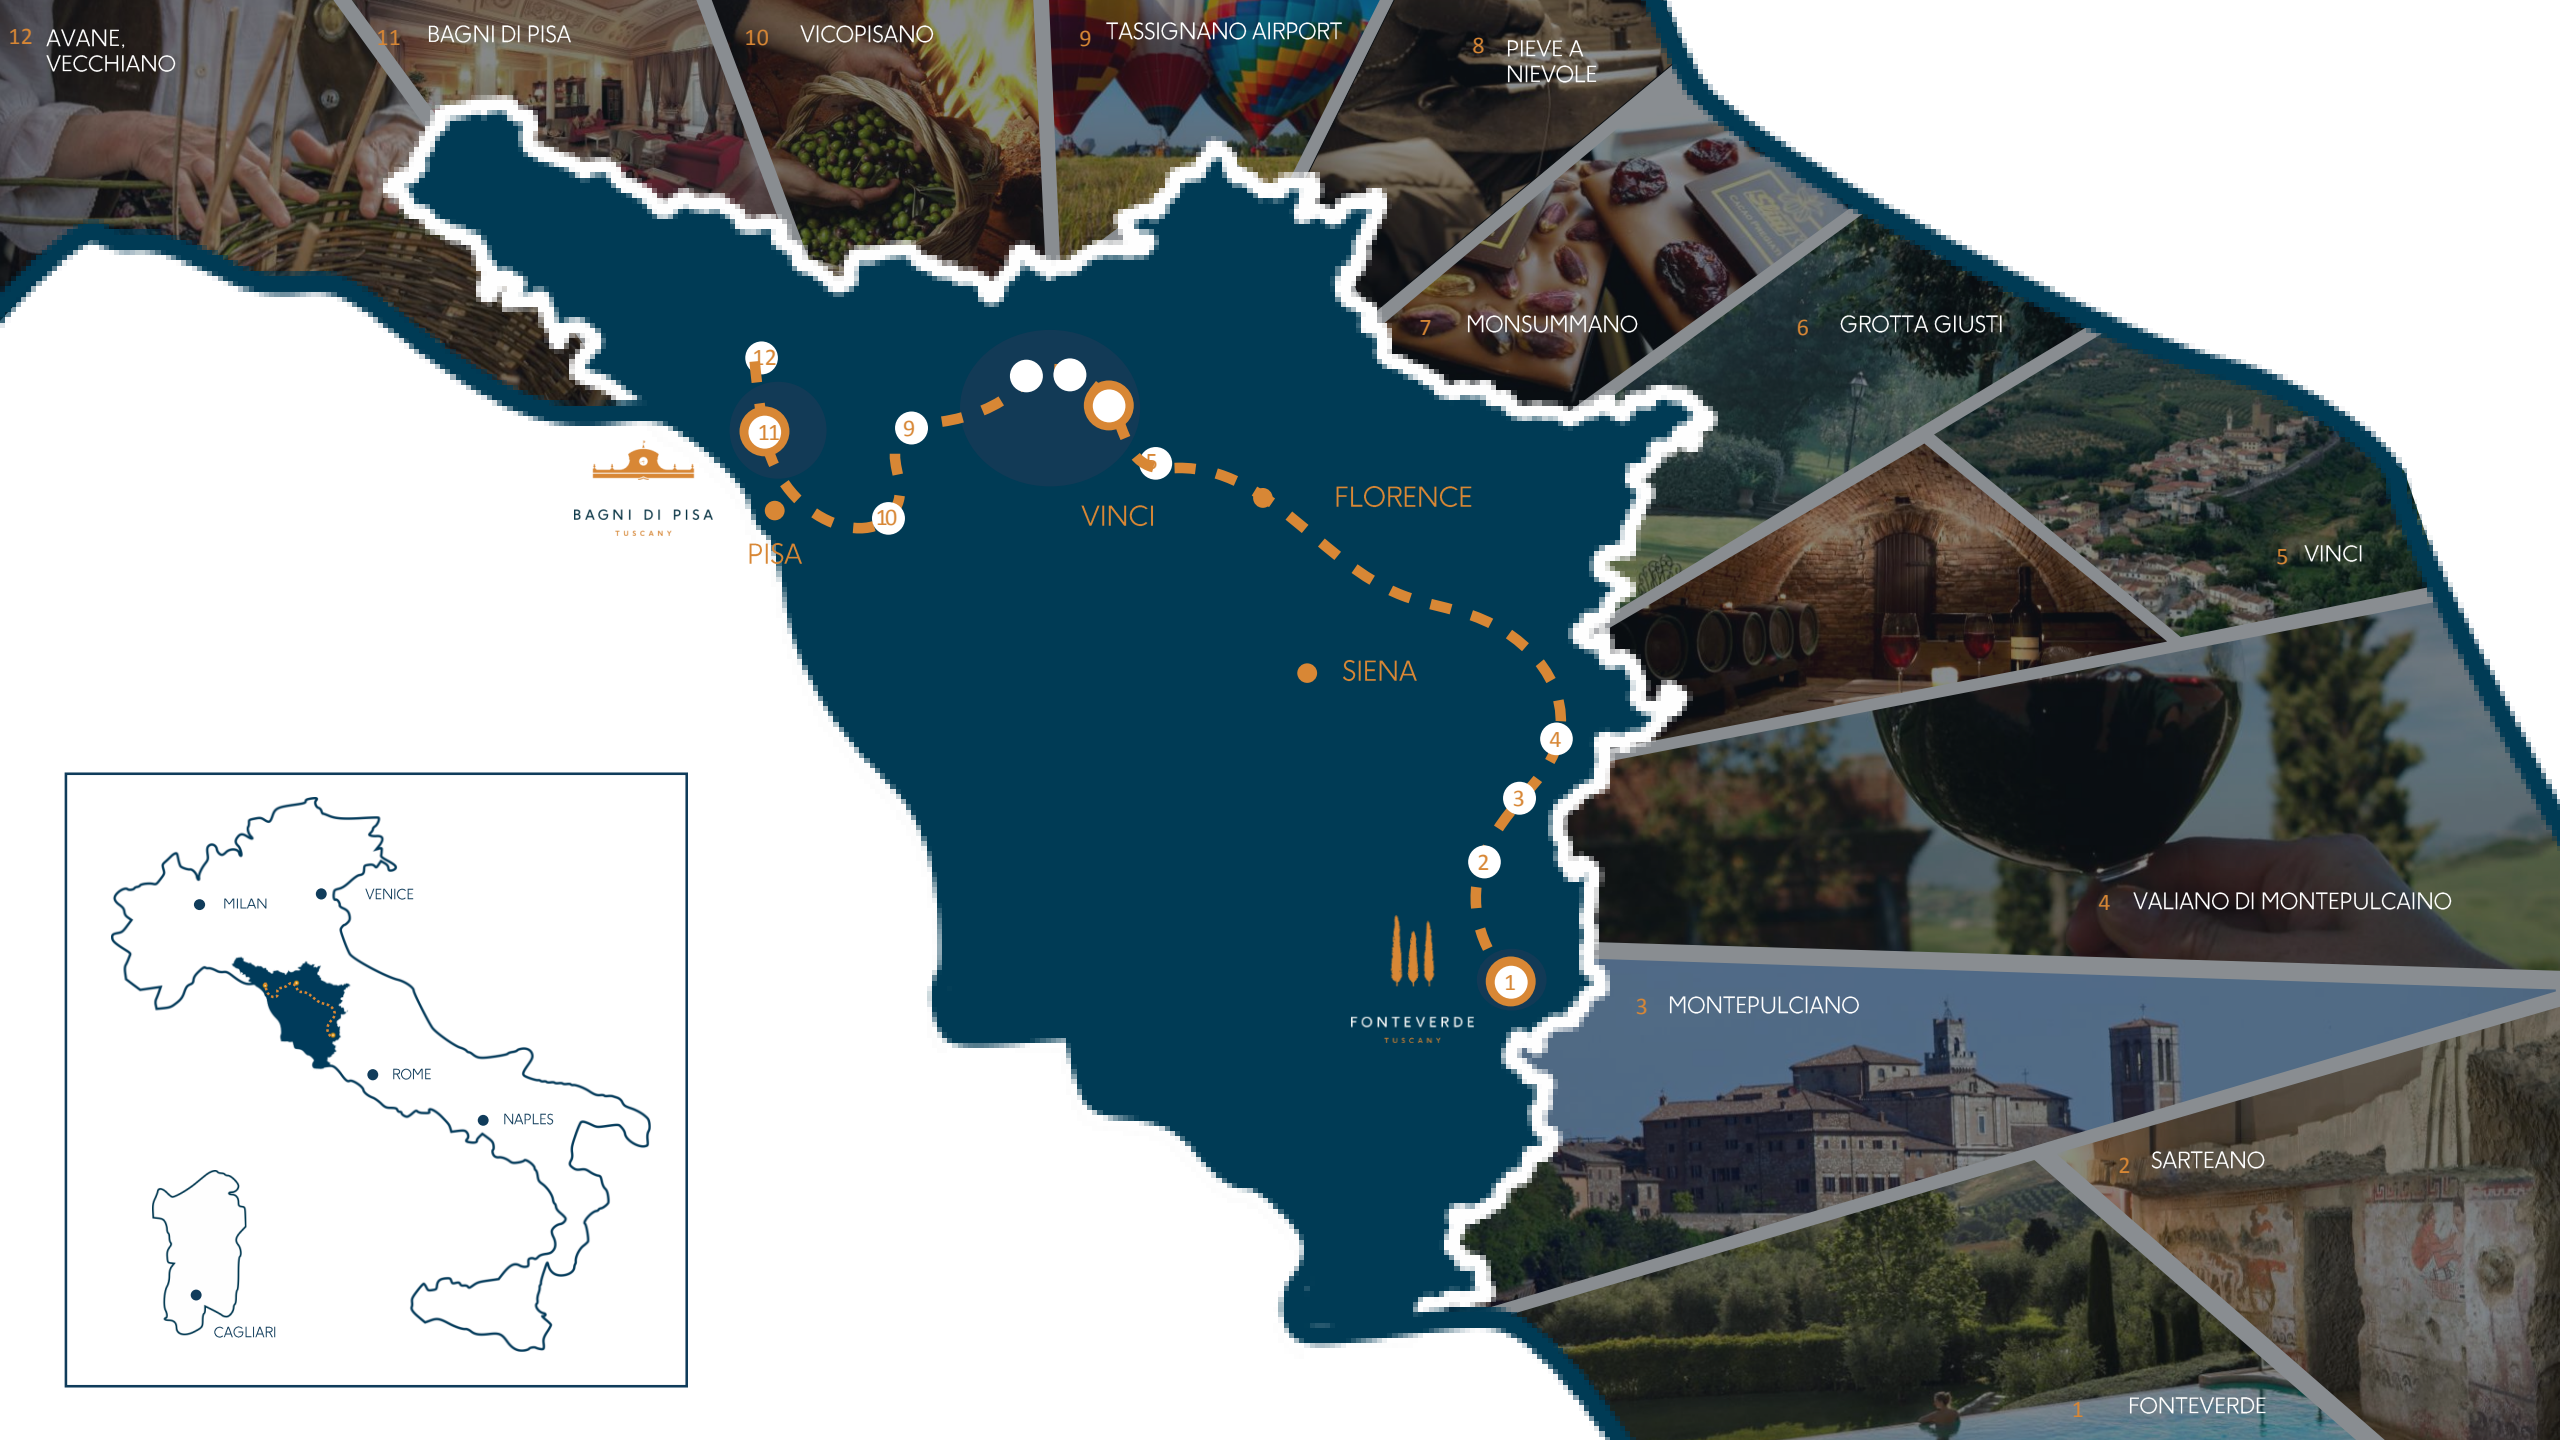 12 AVANE,
VECCHIANO
11 BAGNI DI PISA
10 VICOPISANO
9 TASSIGNANO AIRPORT
8 PIEVE A
NIEVOLE
7 MONSUMMANO
6 GROTTA GIUSTI
5 VINCI
4 VALIANO DI MONTEPULCAINO
3 MONTEPULCIANO
2 SARTEANO
1 FONTEVERDE
12
11
10
9
5
4
3
2
1
BAGNI DI PISA
TUSCANY
PISA
VINCI
FLORENCE
SIENA
FONTEVERDE
TUSCANY
MILAN
VENICE
ROME
NAPLES
CAGLIARI